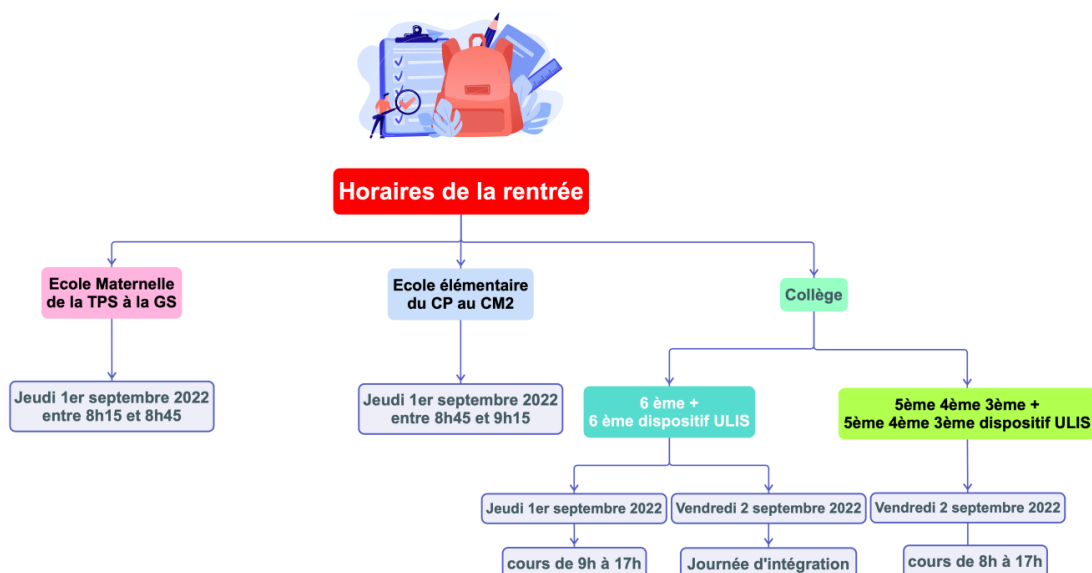 Horaires de la rentrée
Ecole Maternelle
de la TPS à la GS
Ecole élémentaire
du CP au CM2
Collège
Jeudi 1er septembre 2022
entre 8h15 et 8h45
Jeudi 1er septembre 2022
entre 8h45 et 9h15
6 ème +
6 ème dispositif ULIS
5ème 4ème 3ème +
5ème 4ème 3ème dispositif ULIS
Jeudi 1er septembre 2022
Vendredi 2 septembre 2022
Vendredi 2 septembre 2022
cours de 9h à 17h
Journée d'intégration
cours de 8h à 17h